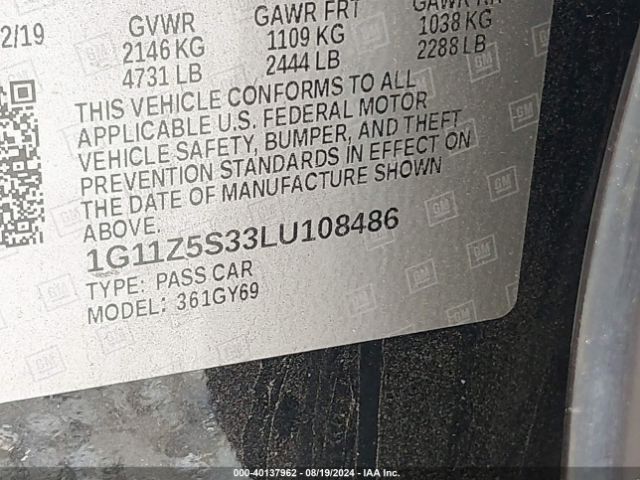 2/19
GVWR GAWR FRT GAWR RR
2146 KG 1109 KG 1038 KG
4731 LB 2444 LB 2288 LB
THIS VEHICLE CONFORMS TO ALL
APPLICABLE U.S. FEDERAL MOTOR
VEHICLE SAFETY, BUMPER, AND THEFT
PREVENTION STANDARDS IN EFFECT ON
THE DATE OF MANUFACTURE SHOWN
ABOVE.
1G11Z5S33LU108486
TYPE: PASS CAR
MODEL: 361GY69
000-40137962 - 08/19/2024 - IAA Inc.